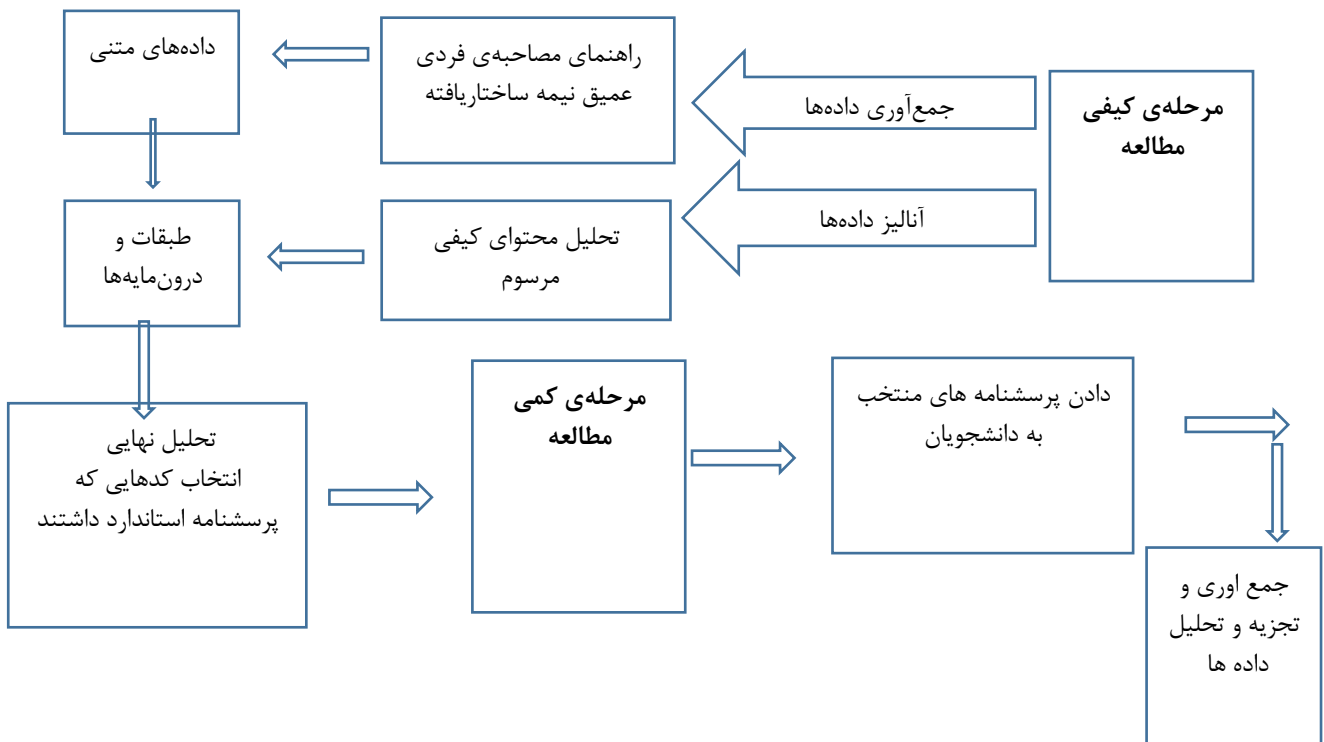 مرحله‌ی کیفی
مطالعه
جمع‌آوری داده‌ها
راهنمای مصاحبه‌ی فردی
عمیق نیمه ساختاریافته
داده‌های متنی
آنالیز داده‌ها
تحلیل محتوای کیفی
مرسوم
طبقات و
درون‌مایه‌ها
تحلیل نهایی
انتخاب کدهایی که
پرسشنامه استاندارد داشتند
مرحله‌ی کمی
مطالعه
دادن پرسشنامه های منتخب
به دانشجویان
جمع اوری و
تجزیه و تحلیل
داده ها